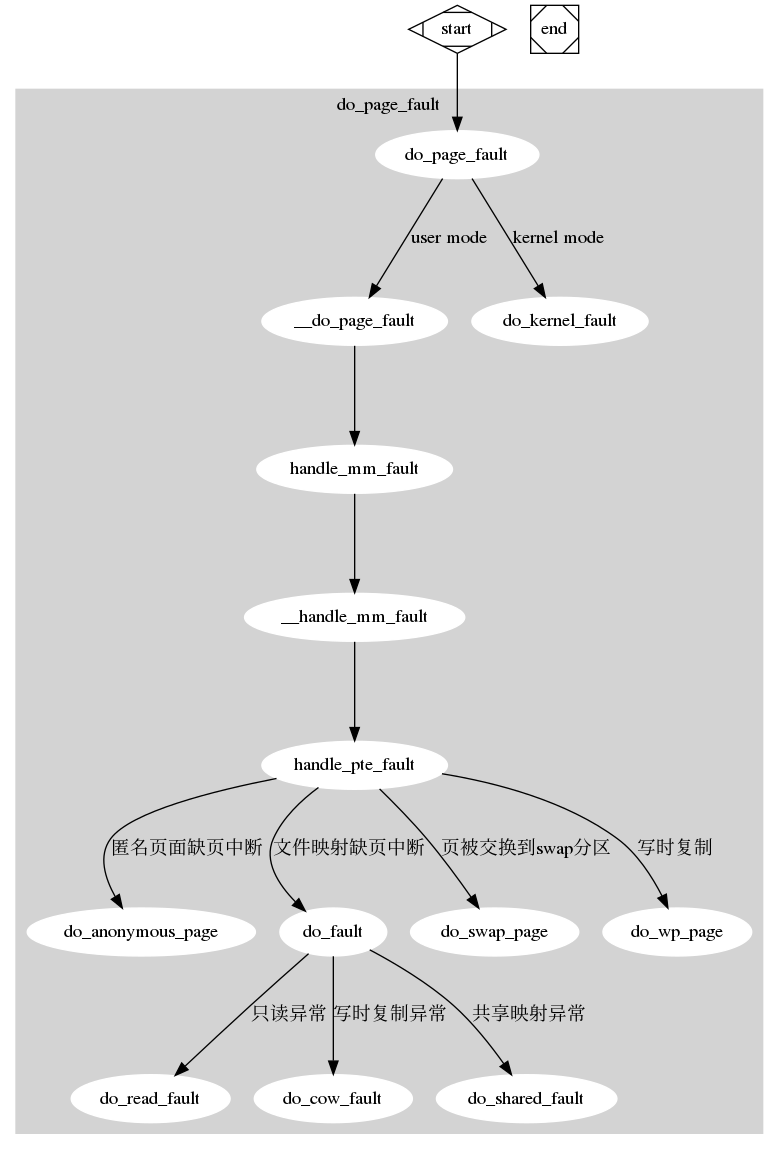 start
end
do_page_fault
do_page_fault
user mode
kernel mode
__do_page_fault
do_kernel_fault
handle_mm_fault
__handle_mm_fault
handle_pte_fault
匿名页面缺页中断
文件映射缺页中断
页被交换到swap分区
写时复制
do_anonymous_page
do_fault
do_swap_page
do_wp_page
只读异常
写时复制异常
共享映射异常
do_read_fault
do_cow_fault
do_shared_fault